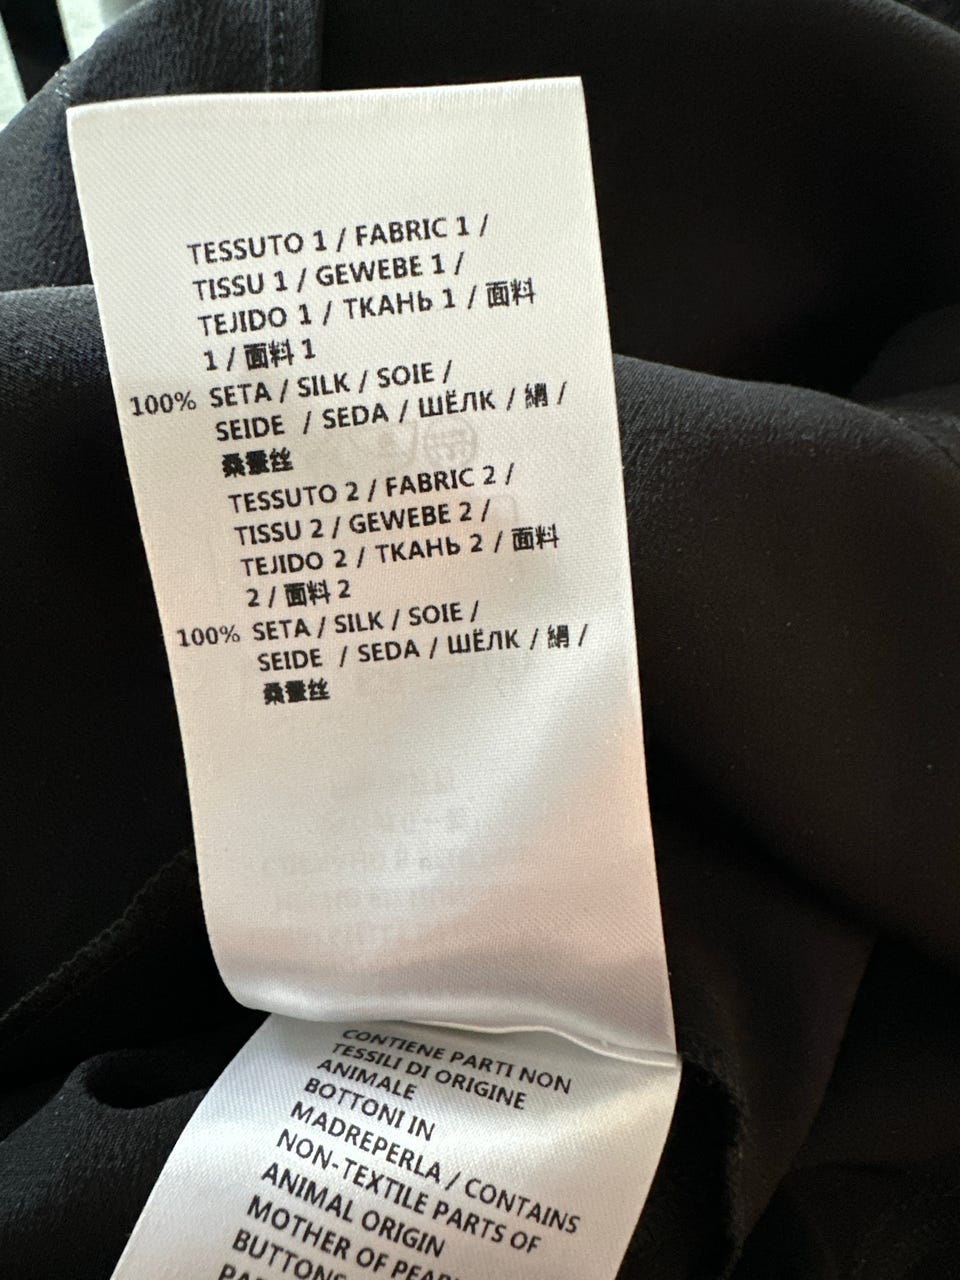 TESSUTO 1 / FABRIC 1 /
TISSU 1 / GEWEBE 1 /
TEJIDO 1 / ТКАНЬ 1 / 面料
1 / 面料 1
100% SETA / SILK / SOIE /
SEIDE / SEDA / ШЁЛК / 絹 /
桑蚕丝
TESSUTO 2 / FABRIC 2 /
TISSU 2 / GEWEBE 2 /
TEJIDO 2 / ТКАНЬ 2 / 面料
2 / 面料 2
100% SETA / SILK / SOIE /
SEIDE / SEDA / ШЁЛК / 絹 /
桑蚕丝
CONTIENE PARTI NON
TESSILI DI ORIGINE
ANIMALE
BOTTONI IN
MADREPERLA / CONTAINS
NON-TEXTILE PARTS OF
ANIMAL ORIGIN
MOTHER OF PEARL
BUTTONS